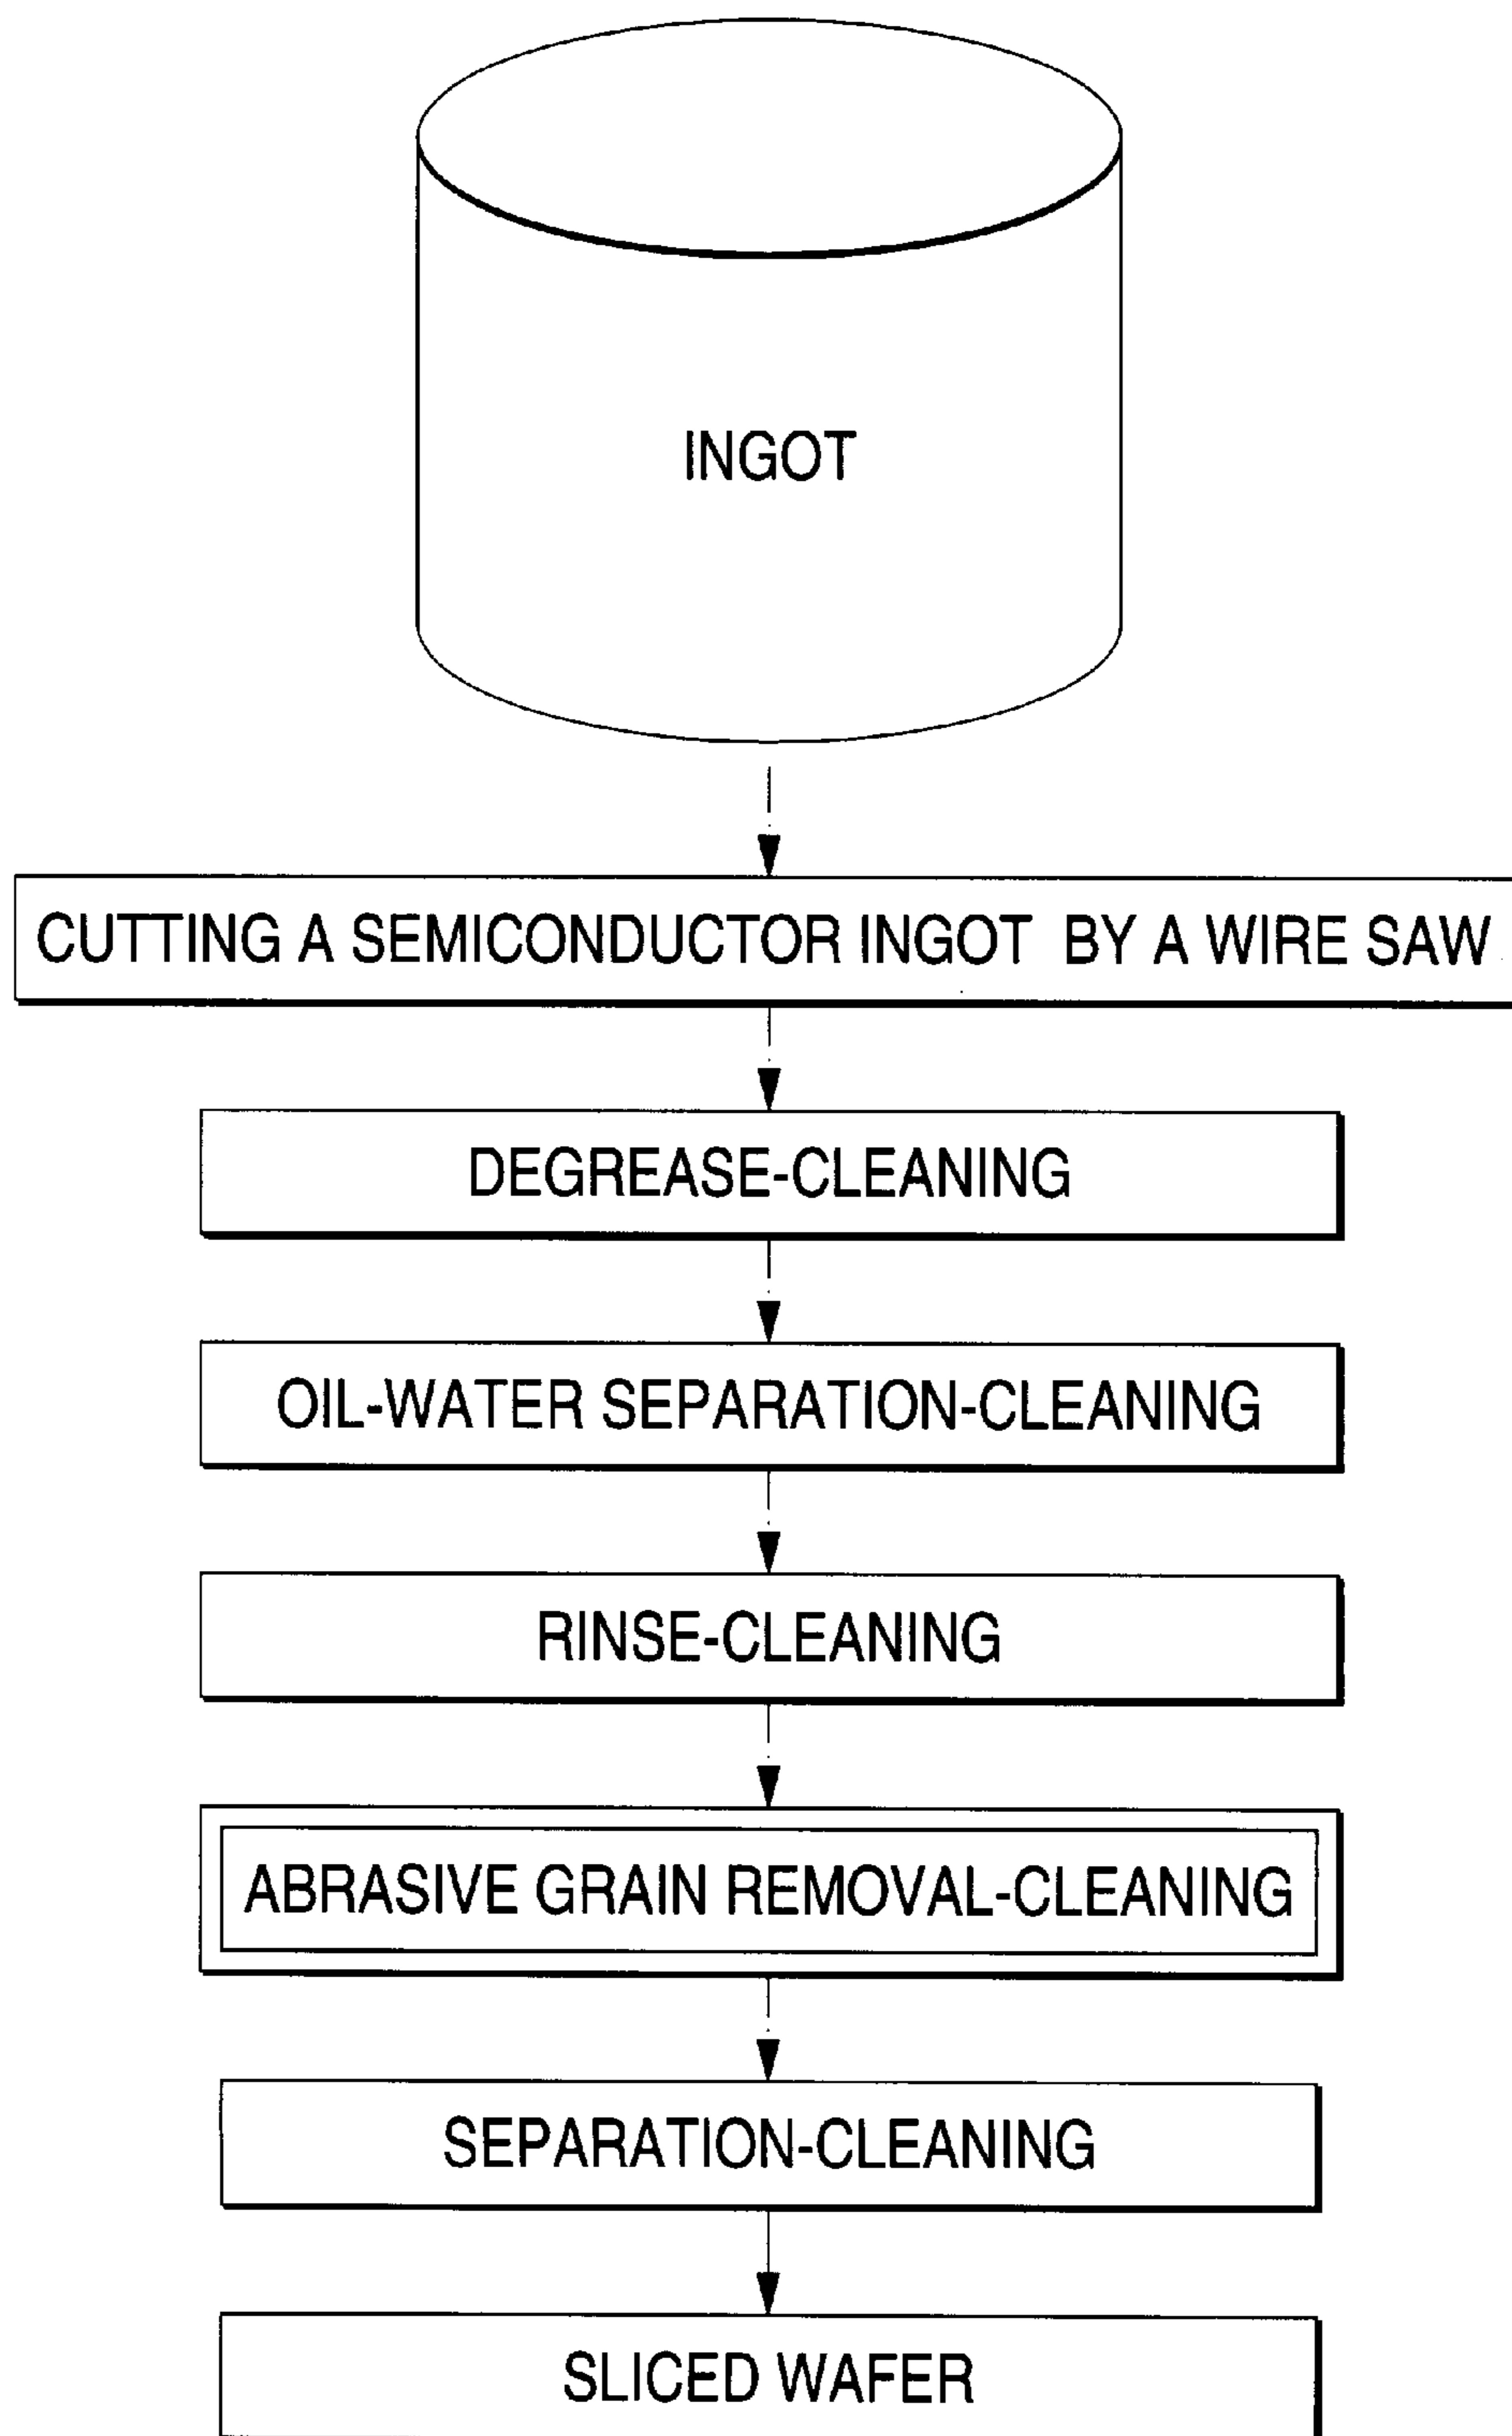 INGOT
CUTTING A SEMICONDUCTOR INGOT BY A WIRE SAW
DEGREASE-CLEANING
OIL-WATER SEPARATION-CLEANING
RINSE-CLEANING
ABRASIVE GRAIN REMOVAL-CLEANING
SEPARATION-CLEANING
SLICED WAFER